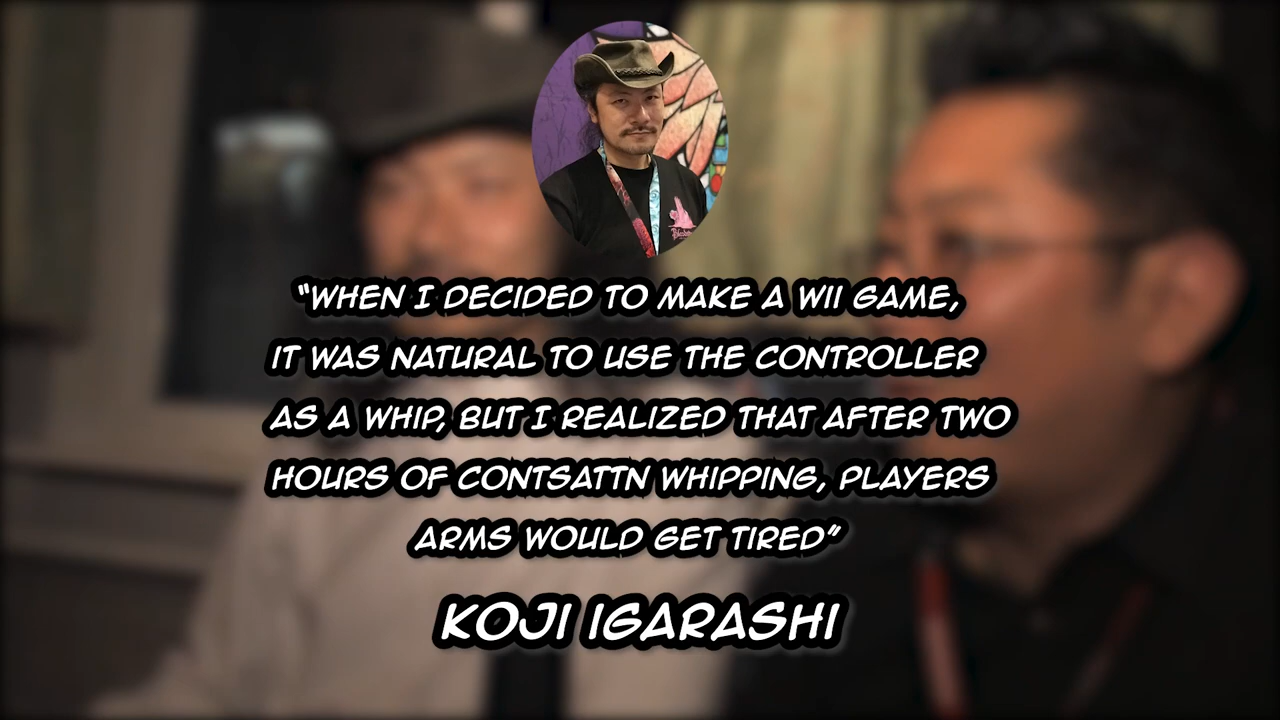 "WHEN I DECIDED TO MAKE A WII GAME,
IT WAS NATURAL TO USE THE CONTROLLER
AS A WHIP, BUT I REALIZED THAT AFTER TWO
HOURS OF CONTSATTN WHIPPING, PLAYERS
ARMS WOULD GET TIRED"
KOJI IGARASHI